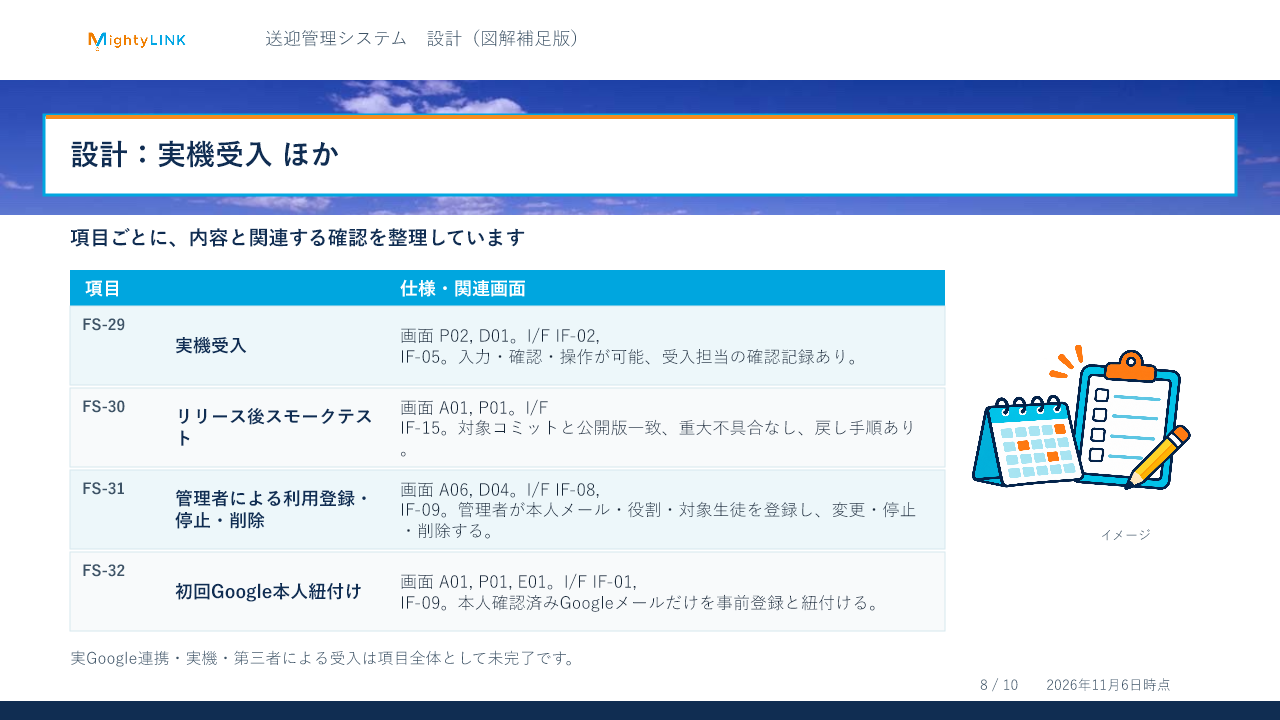 MightyLINK
送迎管理システム　設計（図解補足版）
設計：実機受入 ほか
項目ごとに、内容と関連する確認を整理しています
項目 仕様・関連画面
FS-29
実機受入
画面 P02, D01。I/F IF-02,
IF-05。入力・確認・操作が可能、受入担当の確認記録あり。
FS-30
リリース後スモークテス
ト
画面 A01, P01。I/F
IF-15。対象コミットと公開版一致、重大不具合なし、戻し手順あり
。
FS-31
管理者による利用登録・
停止・削除
画面 A06, D04。I/F IF-08,
IF-09。管理者が本人メール・役割・対象生徒を登録し、変更・停止
・削除する。
FS-32
初回Google本人紐付け
画面 A01, P01, E01。I/F IF-01,
IF-09。本人確認済みGoogleメールだけを事前登録と紐付ける。
イメージ
実Google連携・実機・第三者による受入は項目全体として未完了です。
8 / 10 2026年11月6日時点